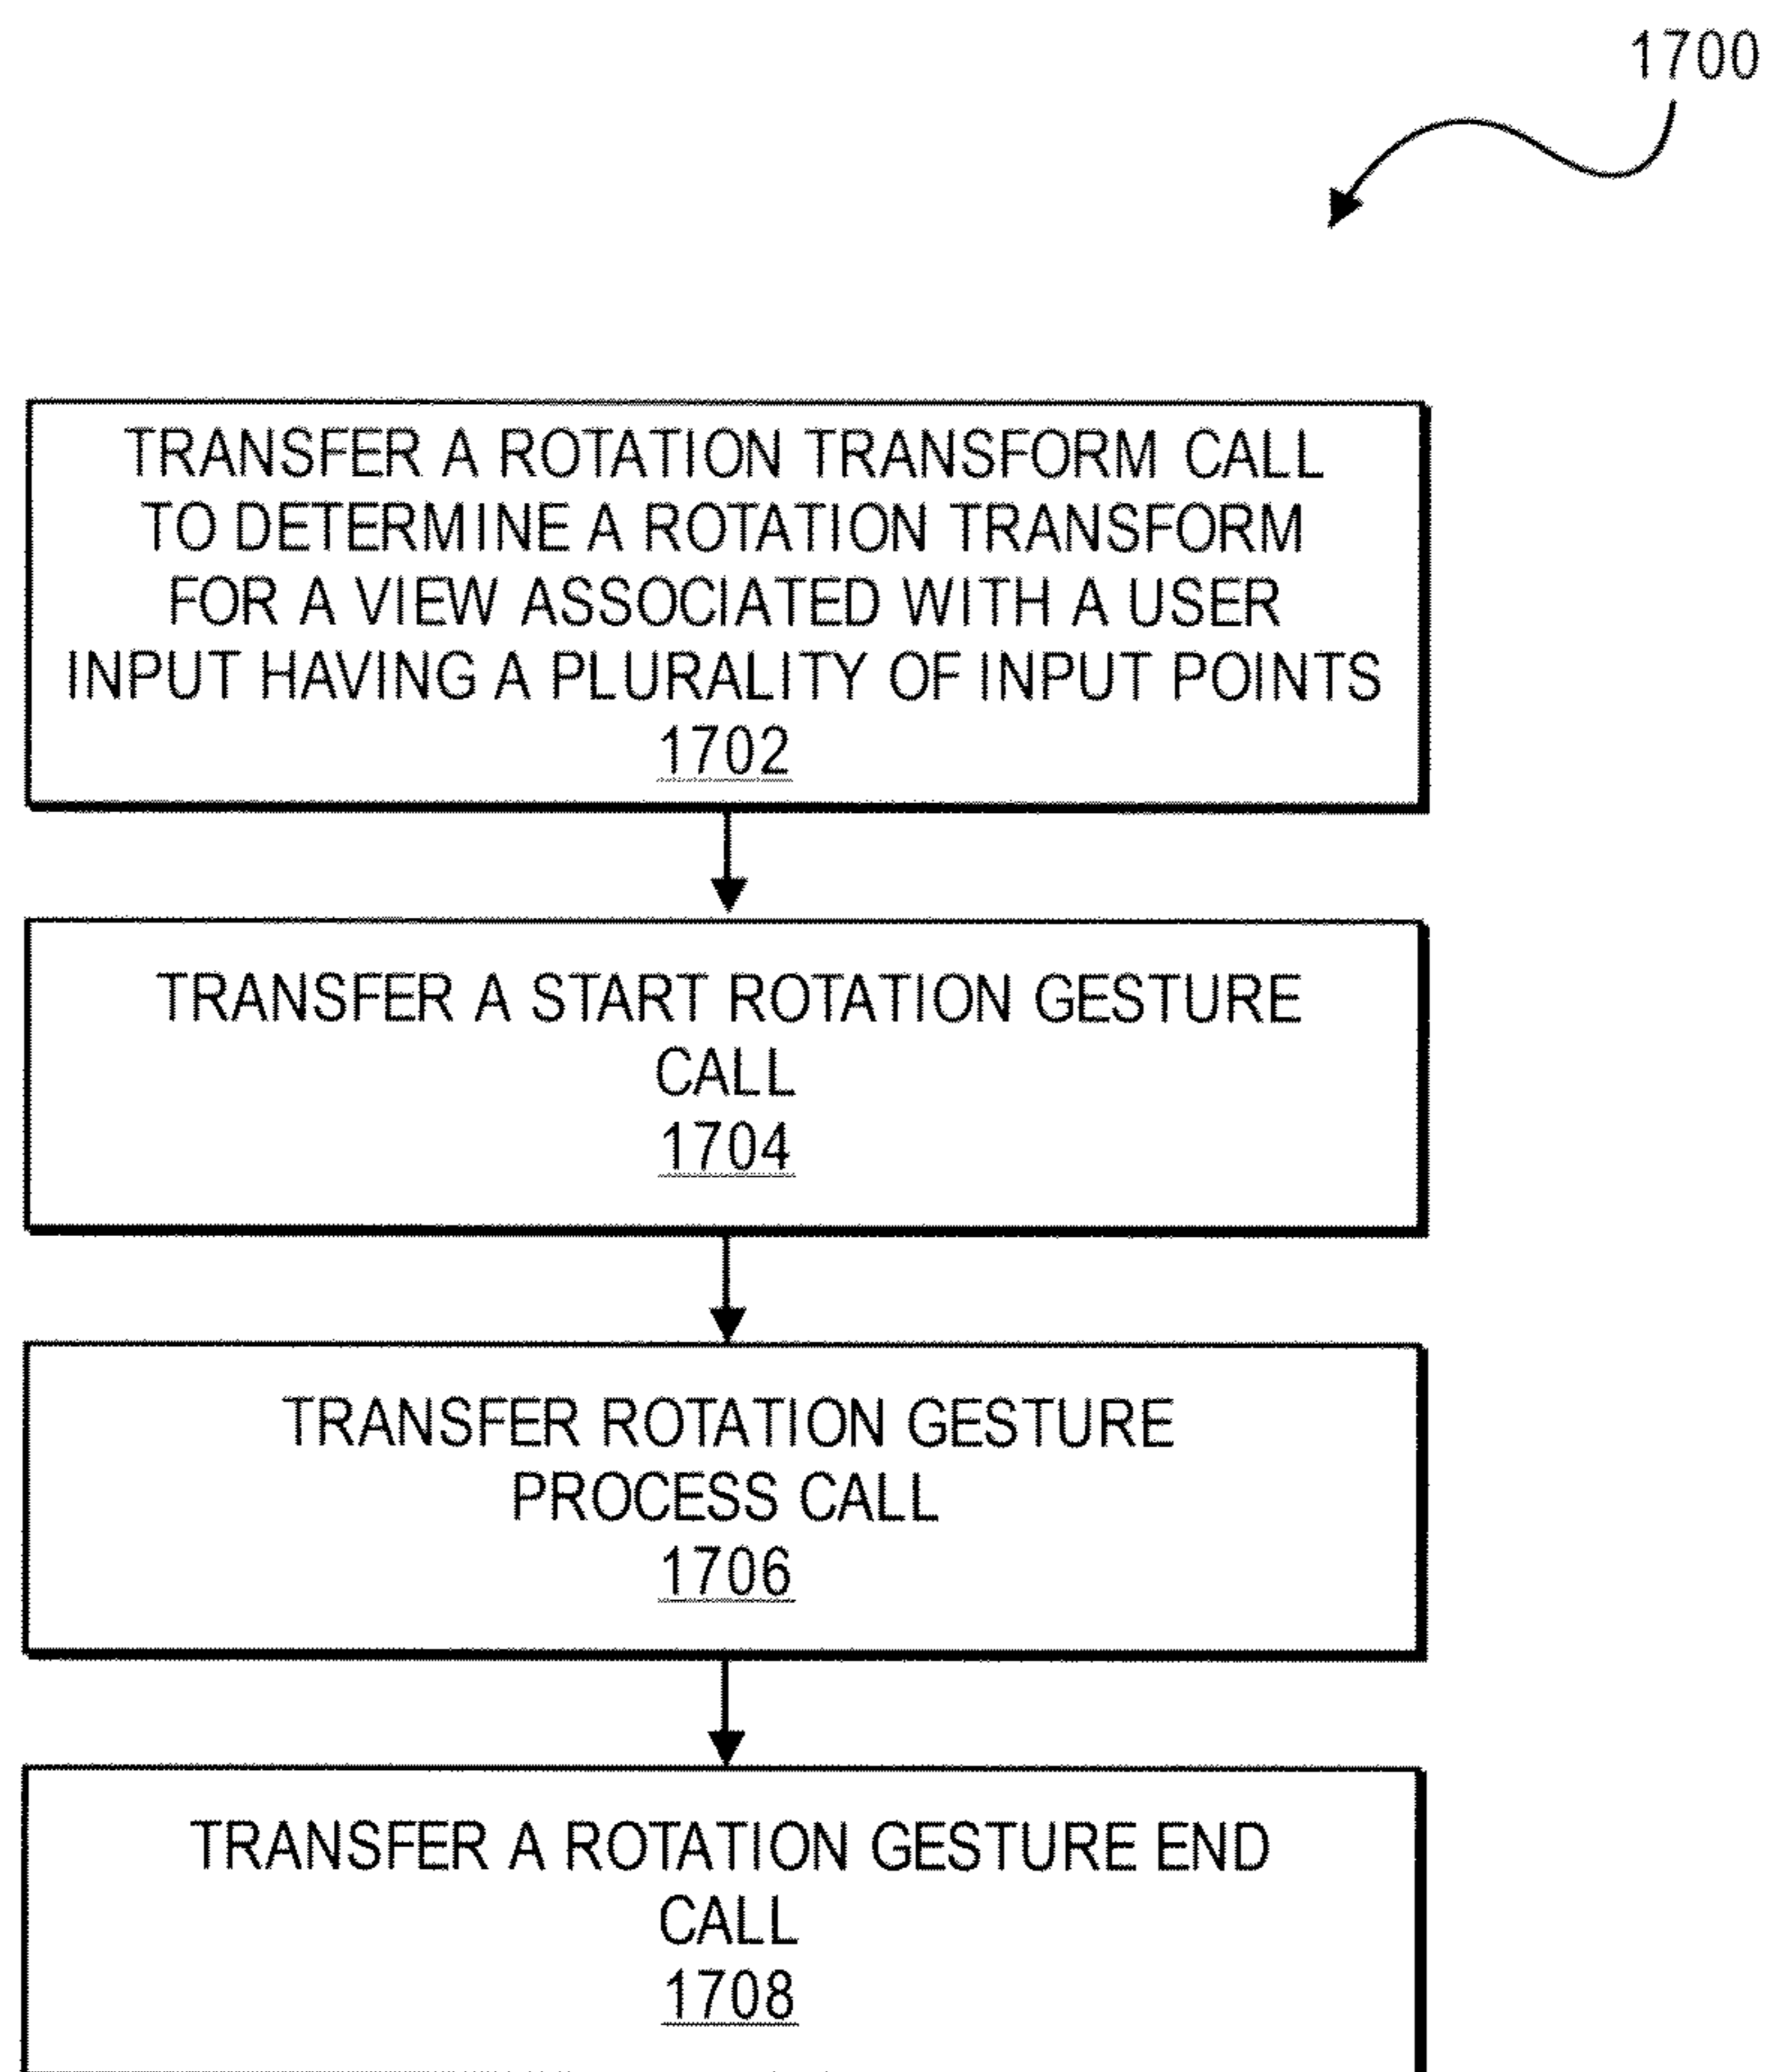 1700
TRANSFER A ROTATION TRANSFORM CALL
TO DETERMINE A ROTATION TRANSFORM
FOR A VIEW ASSOCIATED WITH A USER
INPUT HAVING A PLURALITY OF INPUT POINTS
1702
TRANSFER A START ROTATION GESTURE
CALL
1704
TRANSFER ROTATION GESTURE
PROCESS CALL
1706
TRANSFER A ROTATION GESTURE END
CALL
1708